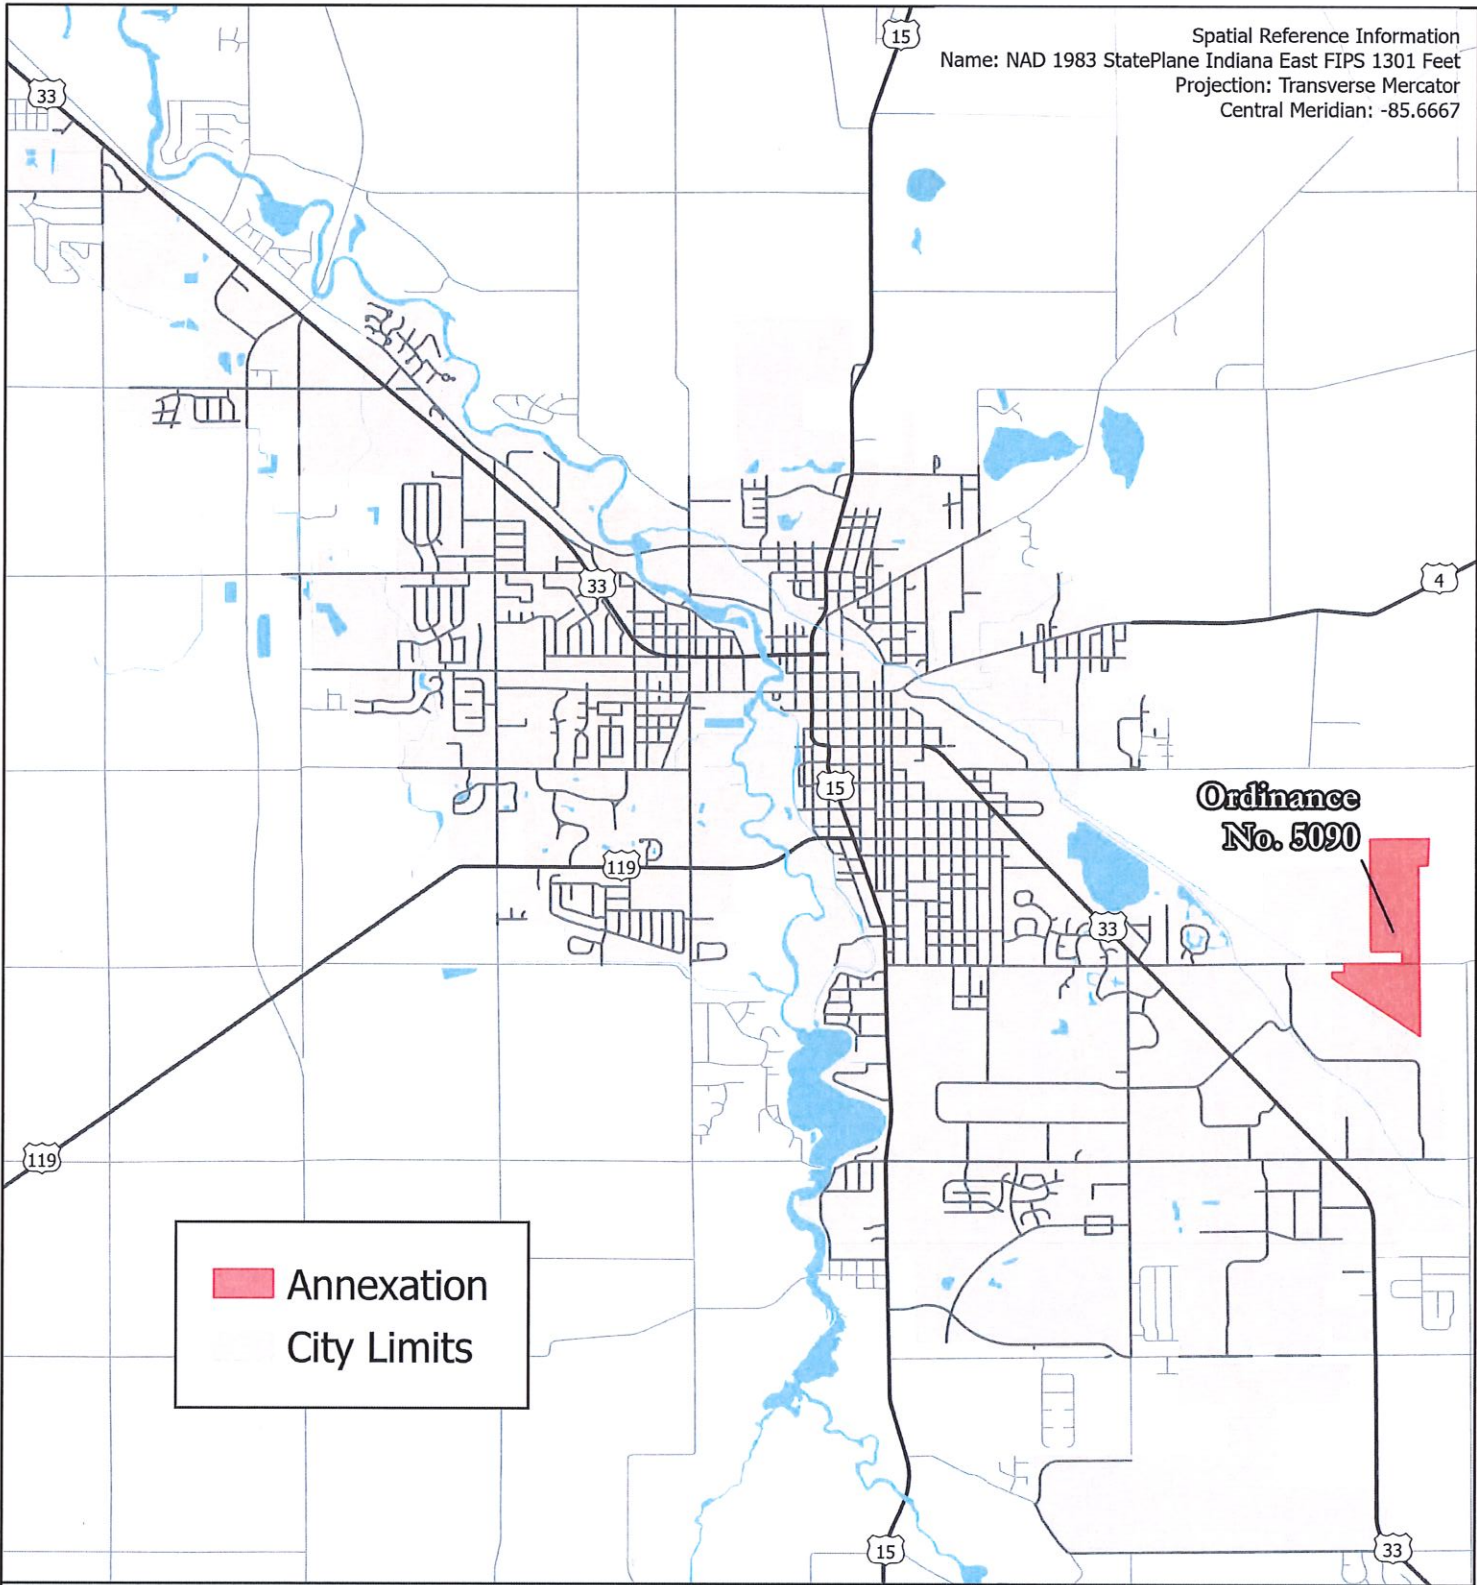 15
Spatial Reference Information
Name: NAD 1983 StatePlane Indiana East FIPS 1301 Feet
Projection: Transverse Mercator
Central Meridian: -85.6667
33
4
33
15
Ordinance
No. 5090
119
33
119
Annexation
City Limits
15
33